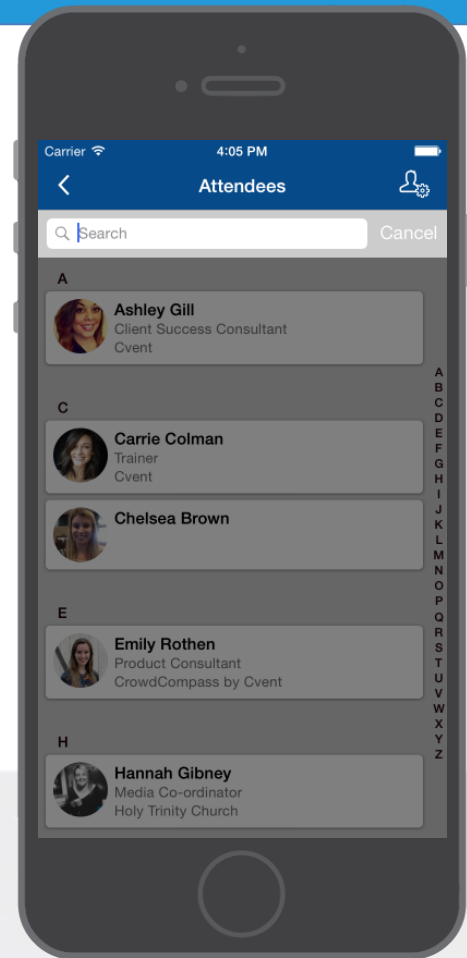 Carrier 4:05 PM
Attendees
Search Cancel
A
Ashley Gill
Client Success Consultant
Cvent
C
Carrie Colman
Trainer
Cvent
Chelsea Brown
E
Emily Rothen
Product Consultant
CrowdCompass by Cvent
H
Hannah Gibney
Media Co-ordinator
Holy Trinity Church
A
B
C
D
E
F
G
H
I
J
K
L
M
N
O
P
Q
R
S
T
U
V
W
X
Y
Z